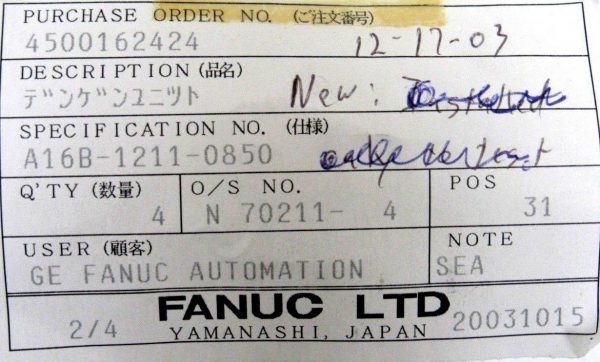 PURCHASE ORDER NO. (ご注文番号)
4500162424 12-17-03
DESCRIPTION (品名)
デンゲンユニツト New:
SPECIFICATION NO. (仕様)
A16B-1211-0850
Q'TY (数量) O/S NO. POS
4 N 70211- 4 31
USER (顧客) NOTE
GE FANUC AUTOMATION SEA
FANUC LTD
2/4 YAMANASHI, JAPAN 20031015